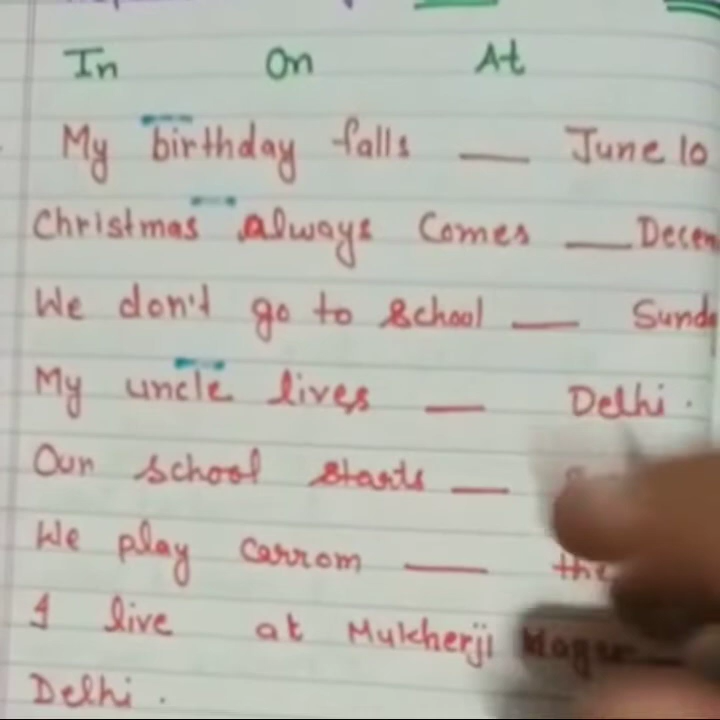 In On At
My birthday falls ___ June 10
Christmas always Comes ___ Decem
We don't go to school ___ Sund
My uncle lives ___ Delhi.
Our school starts ___
We play carrom ___ the
I live at Mukherji Nagar ___
Delhi.